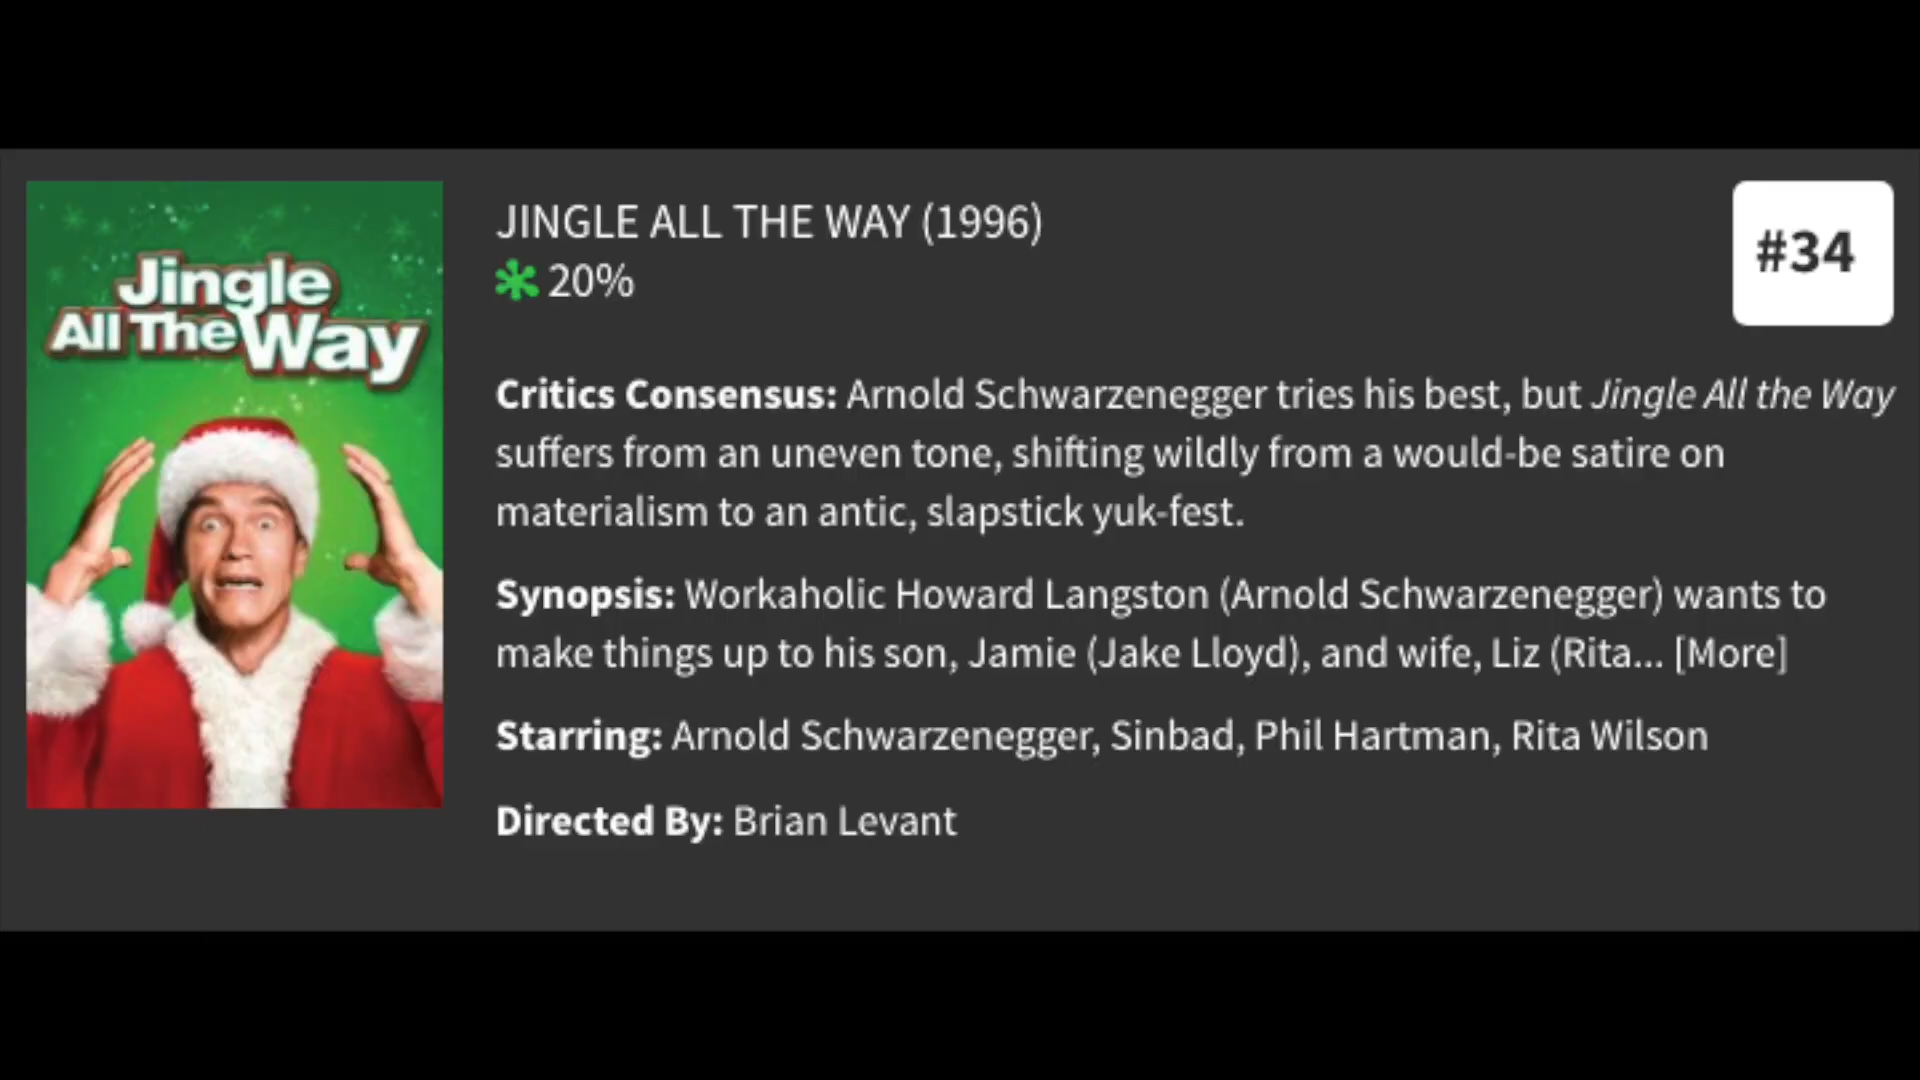 Jingle
All The Way
JINGLE ALL THE WAY (1996)
20%
#34
Critics Consensus: Arnold Schwarzenegger tries his best, but Jingle All the Way
suffers from an uneven tone, shifting wildly from a would-be satire on
materialism to an antic, slapstick yuk-fest.
Synopsis: Workaholic Howard Langston (Arnold Schwarzenegger) wants to
make things up to his son, Jamie (Jake Lloyd), and wife, Liz (Rita... [More]
Starring: Arnold Schwarzenegger, Sinbad, Phil Hartman, Rita Wilson
Directed By: Brian Levant